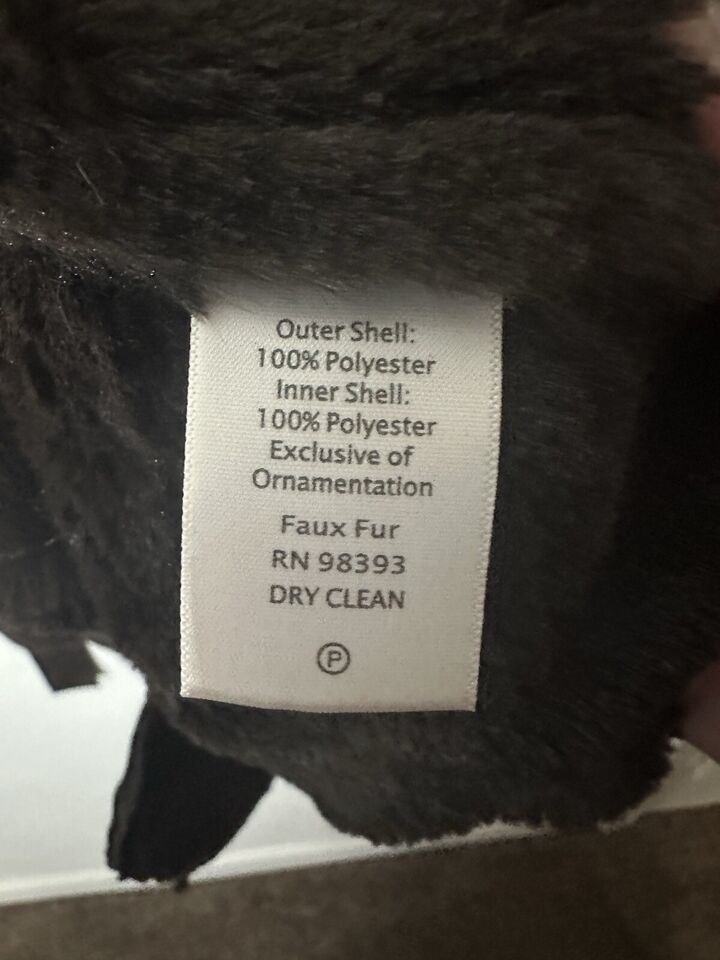 Outer Shell:
100% Polyester
Inner Shell:
100% Polyester
Exclusive of
Ornamentation
Faux Fur
RN 98393
DRY CLEAN
P